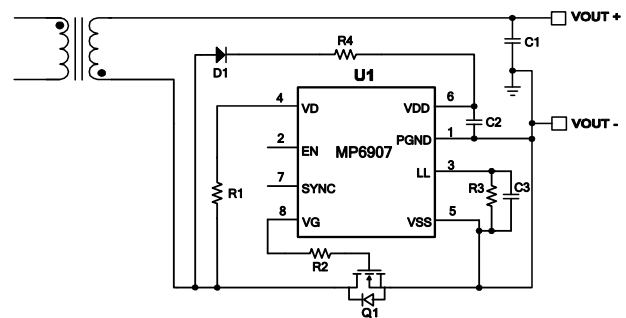 VOUT +
C1
R4
D1
U1
4
VD
VDD
6
C2
2
EN
PGND
1
VOUT -
MP6907
LL
3
7
SYNC
R3
C3
R1
8
VG
VSS
5
R2
Q1